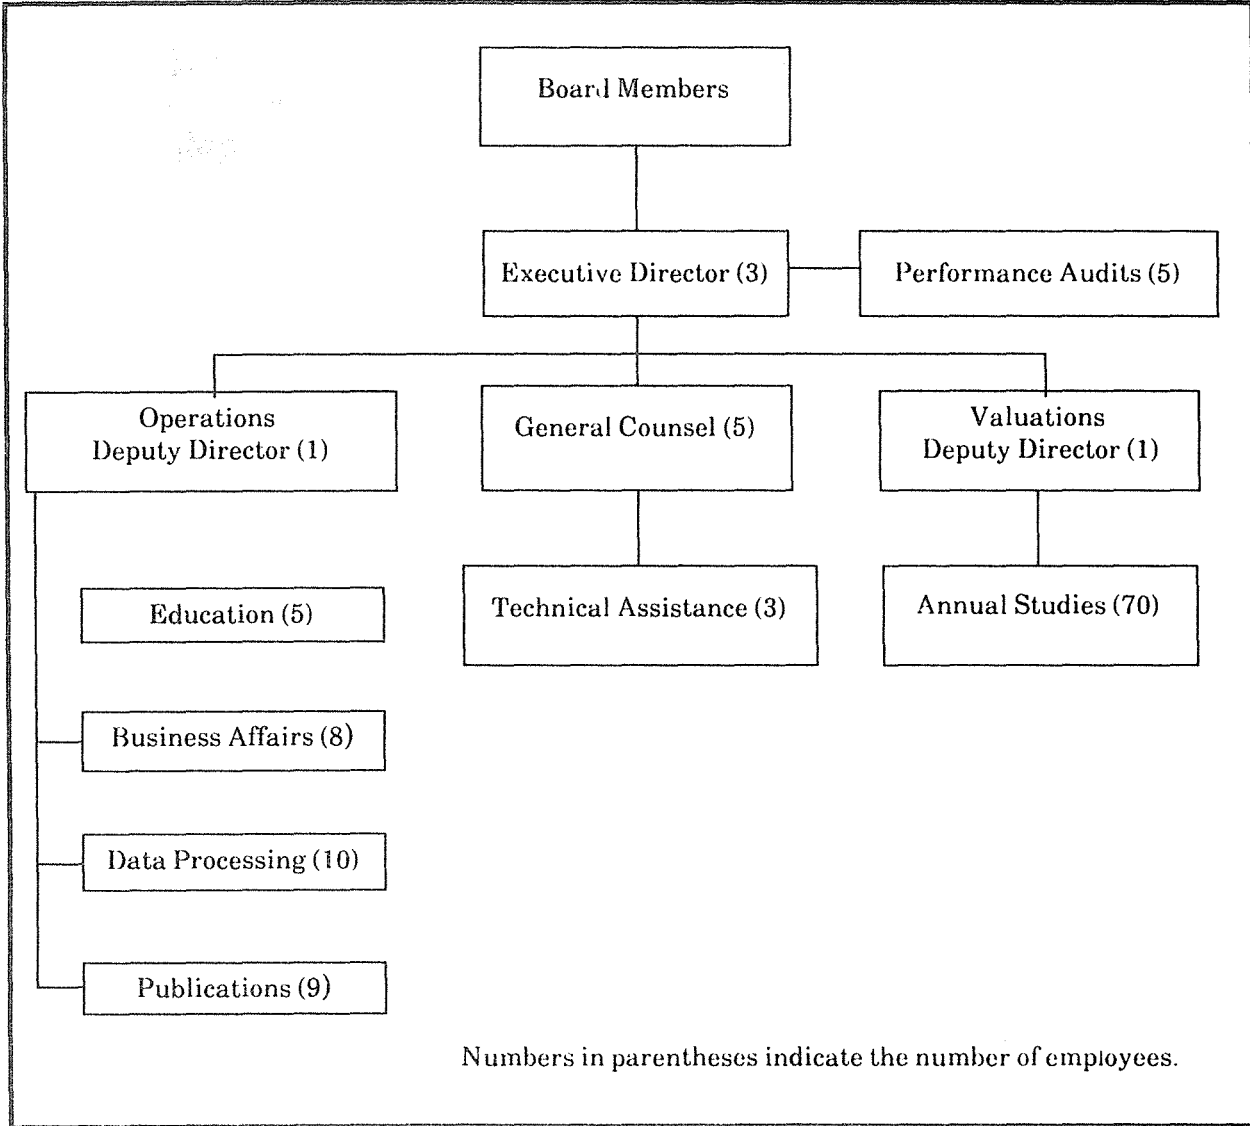 Board Members
Executive Director (3)
Performance Audits (5)
Operations
Deputy Director (1)
General Counsel (5)
Valuations
Deputy Director (1)
Education (5)
Technical Assistance (3)
Annual Studies (70)
Business Affairs (8)
Data Processing (10)
Publications (9)
Numbers in parentheses indicate the number of employees.